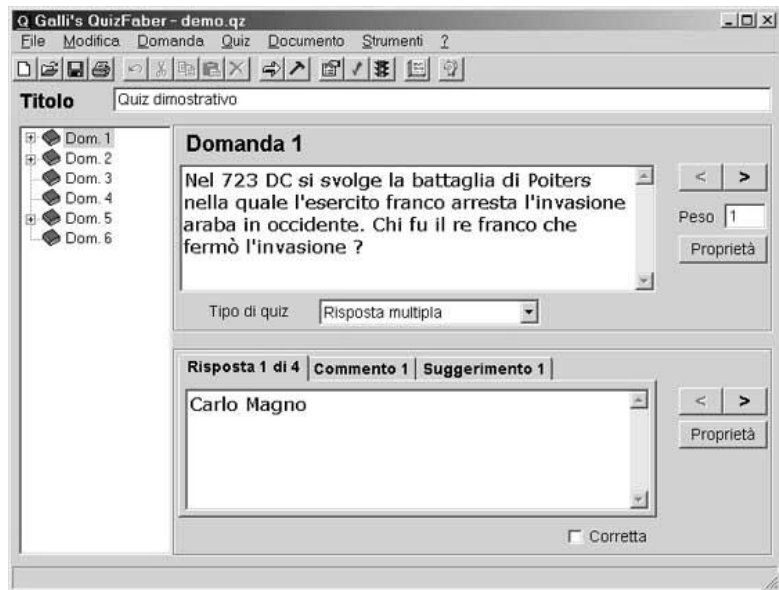 Q Galli's QuizFaber - demo.qz
File Modifica Domanda Quiz Documento Strumenti ?
Titolo Quiz dimostrativo
Dom. 1
Dom. 2
Dom. 3
Dom. 4
Dom. 5
Dom. 6
Domanda 1
Nel 723 DC si svolge la battaglia di Poiters
nella quale l'esercito franco arresta l'invasione
araba in occidente. Chi fu il re franco che
fermò l'invasione ?
< >
Peso 1
Proprietà
Tipo di quiz Risposta multipla
Risposta 1 di 4 Commento 1 Suggerimento 1
Carlo Magno
< >
Proprietà
Corretta